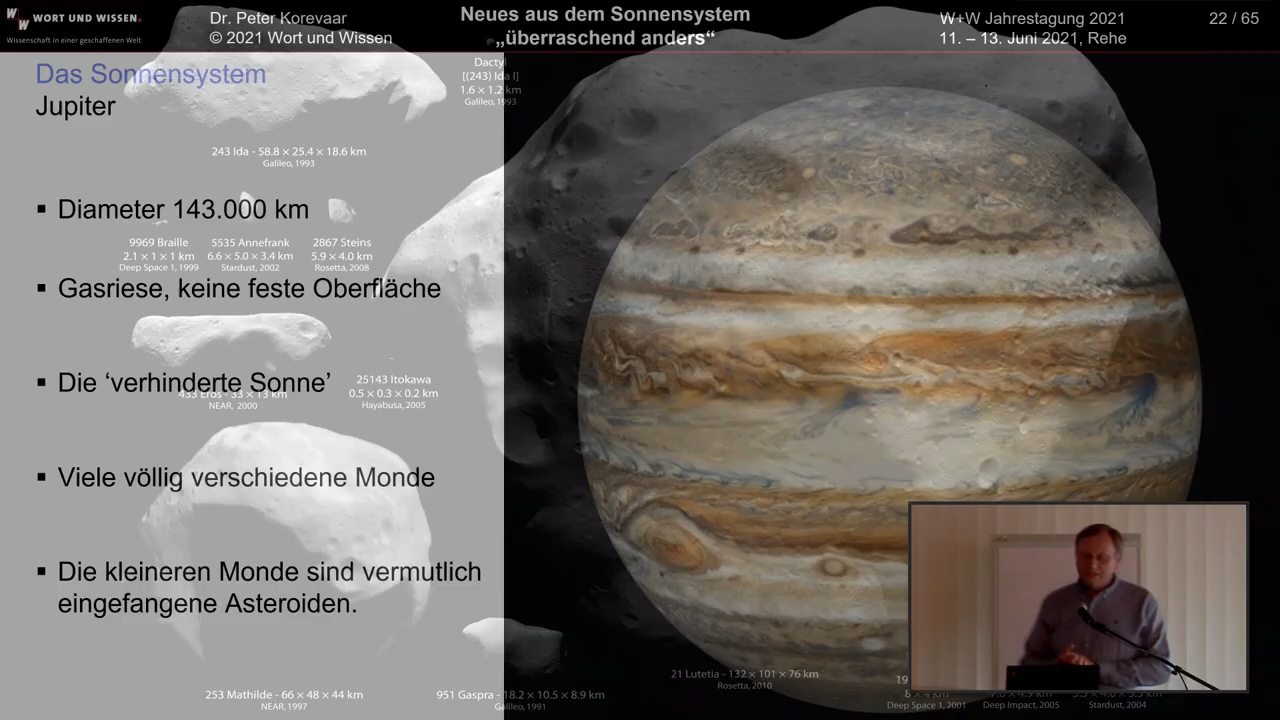 WORT UND WISSEN.
Wissenschaft in einer geschaffenen Welt
Dr. Peter Korevaar
© 2021 Wort und Wissen
Neues aus dem Sonnensystem
„überraschend anders“
W+W Jahrestagung 2021
11. – 13. Juni 2021, Rehe
22 / 65
Das Sonnensystem
Jupiter
Dactyl
[(243) Ida I]
1.6 × 1.2 km
Galileo, 1993
243 Ida - 58.8 × 25.4 × 18.6 km
Galileo, 1993
▪ Diameter 143.000 km
9969 Braille
2.1 × 1 × 1 km
Deep Space 1, 1999
5535 Annefrank
6.6 × 5.0 × 3.4 km
Stardust, 2002
2867 Steins
5.9 × 4.0 km
Rosetta, 2008
▪ Gasriese, keine feste Oberfläche
▪ Die ‘verhinderte Sonne’
433 Eros - 33 × 13 km
NEAR, 2000
25143 Itokawa
0.5 × 0.3 × 0.2 km
Hayabusa, 2005
▪ Viele völlig verschiedene Monde
▪ Die kleineren Monde sind vermutlich
eingefangene Asteroiden.
253 Mathilde - 66 × 48 × 44 km
NEAR, 1997
951 Gaspra - 18.2 × 10.5 × 8.9 km
Galileo, 1991
21 Lutetia - 132 × 101 × 76 km
Rosetta, 2010
19
Deep Space 1, 2001
Deep Impact, 2005
Stardust, 2004